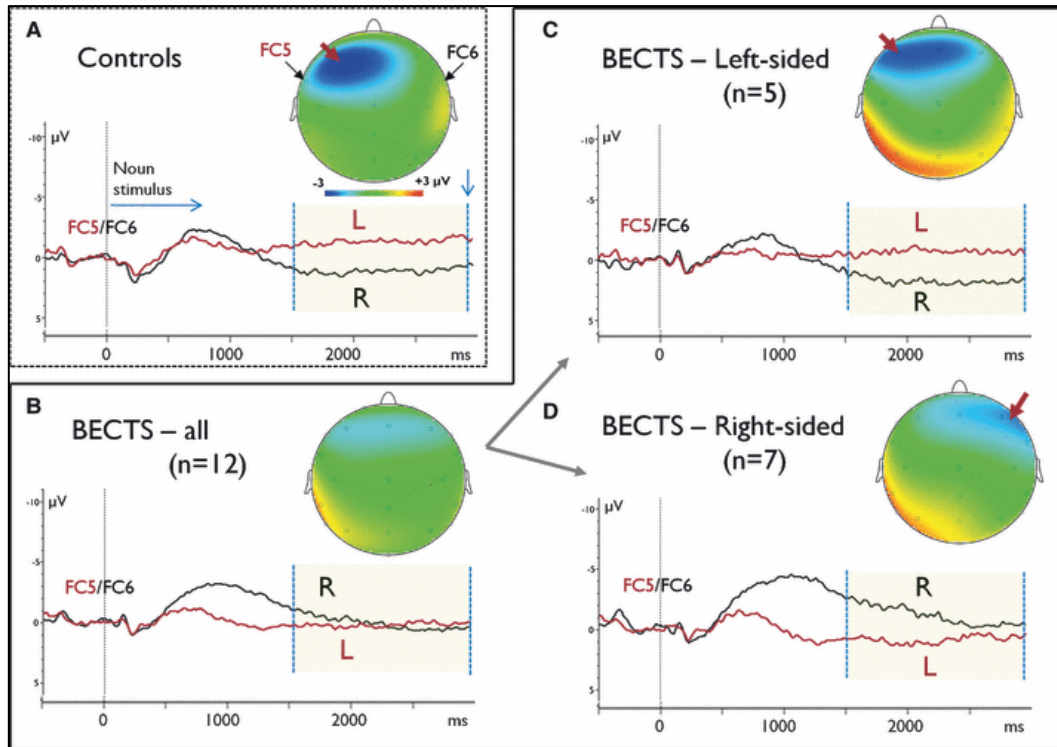 A
Controls
FC5
FC6
-10
µV
-5
0
5
Noun
stimulus
-3
+3 µV
FC5/FC6
L
R
0
1000
2000
ms
B
BECTS – all
(n=12)
-10
µV
-5
0
5
FC5/FC6
R
L
0
1000
2000
ms
C
BECTS – Left-sided
(n=5)
-10
µV
-5
0
5
FC5/FC6
L
R
0
1000
2000
ms
D
BECTS – Right-sided
(n=7)
-10
µV
-5
0
5
FC5/FC6
R
L
0
1000
2000
ms